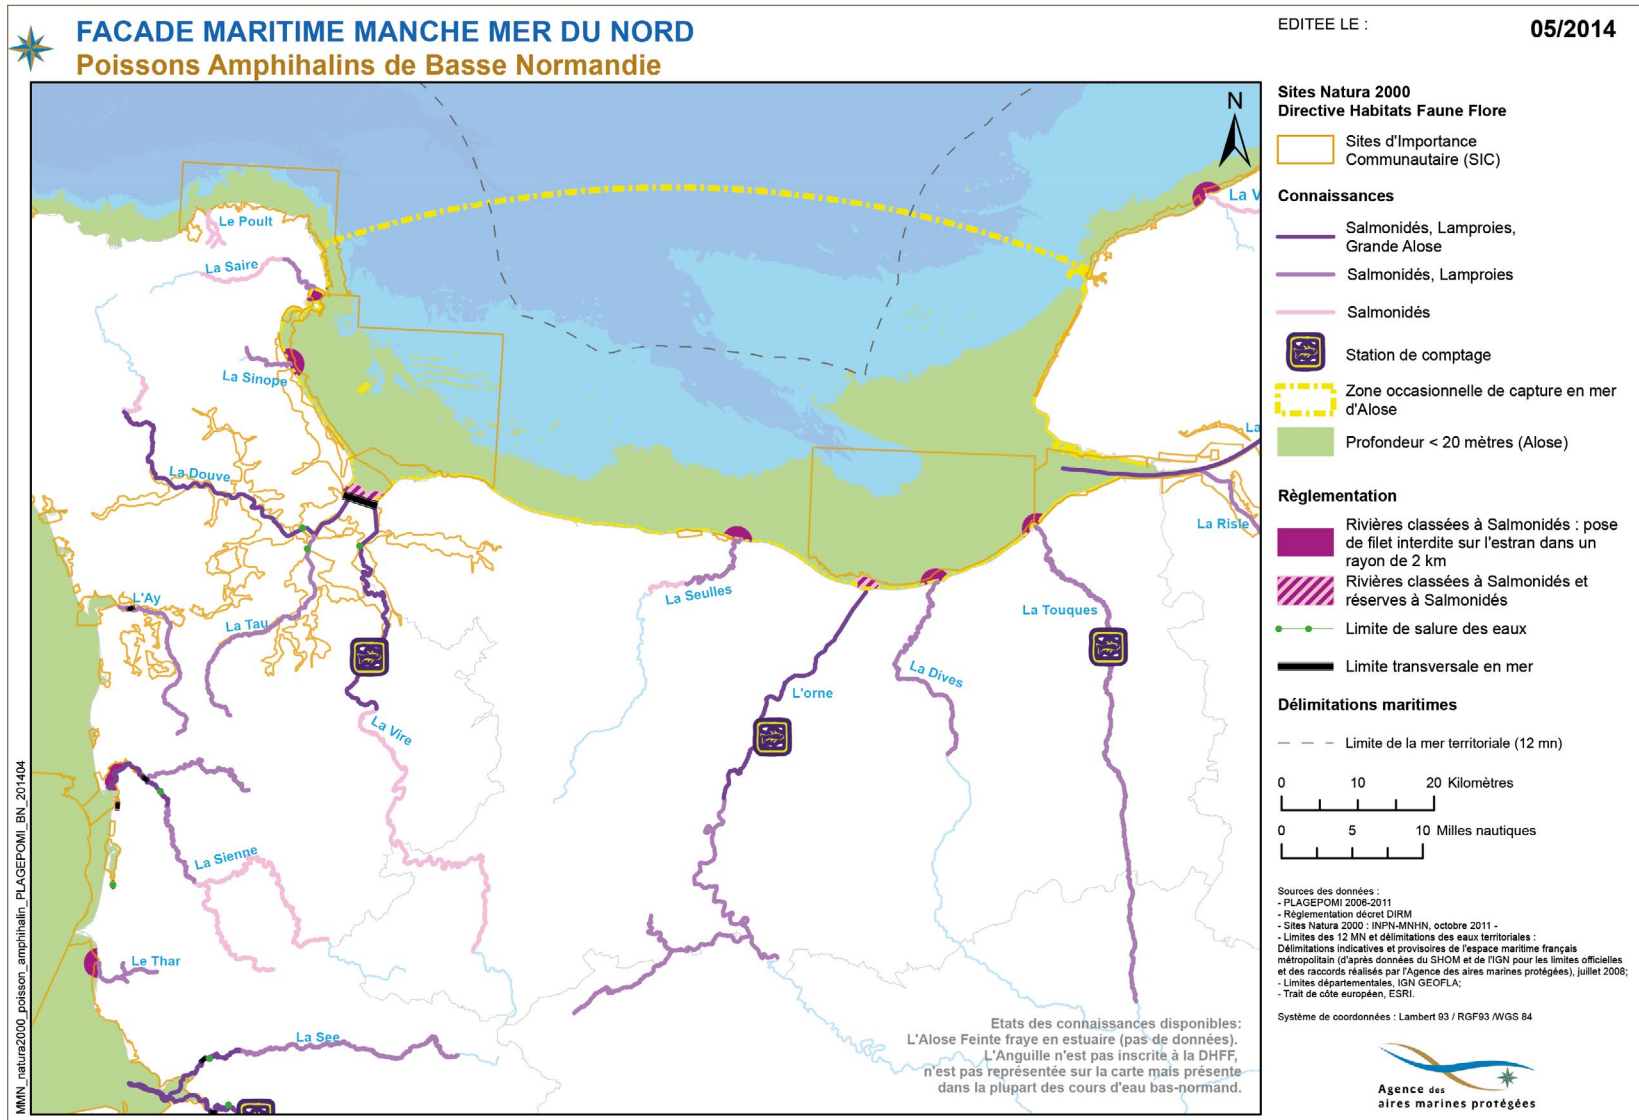 FACADE MARITIME MANCHE MER DU NORD
Poissons Amphihalins de Basse Normandie
EDITEE LE :
05/2014
N
Le Poult
La Saire
La Sinope
La Douve
L'Ay
La Tau
La Vire
La Sienne
Le Thar
La See
La Seulles
L'orne
La Dives
La Touques
La Risle
La V
La
Etats des connaissances disponibles:
L'Alose Feinte fraye en estuaire (pas de données).
L'Anguille n'est pas inscrite à la DHFF,
n'est pas représentée sur la carte mais présente
dans la plupart des cours d'eau bas-normand.
MMN_natura2000_poisson_amphihalin_PLAGEPOMI_BN_201404
Sites Natura 2000
Directive Habitats Faune Flore
Sites d'Importance
Communautaire (SIC)
Connaissances
Salmonidés, Lamproies,
Grande Alose
Salmonidés, Lamproies
Salmonidés
Station de comptage
Zone occasionnelle de capture en mer
d'Alose
Profondeur < 20 mètres (Alose)
Règlementation
Rivières classées à Salmonidés : pose
de filet interdite sur l'estran dans un
rayon de 2 km
Rivières classées à Salmonidés et
réserves à Salmonidés
Limite de salure des eaux
Limite transversale en mer
Délimitations maritimes
Limite de la mer territoriale (12 mn)
0 10 20 Kilomètres
0 5 10 Milles nautiques
Sources des données :
- PLAGEPOMI 2006-2011
- Règlementation décret DIRM
- Sites Natura 2000 : INPN-MNHN, octobre 2011 -
- Limites des 12 MN et délimitations des eaux territoriales :
Délimitations indicatives et provisoires de l'espace maritime français
métropolitain (d'après données du SHOM et de l'IGN pour les limites officielles
et des raccords réalisés par l'Agence des aires marines protégées), juillet 2008;
- Limites départementales, IGN GEOFLA;
- Trait de côte européen, ESRI.
Système de coordonnées : Lambert 93 / RGF93 /WGS 84
Agence des
aires marines protégées